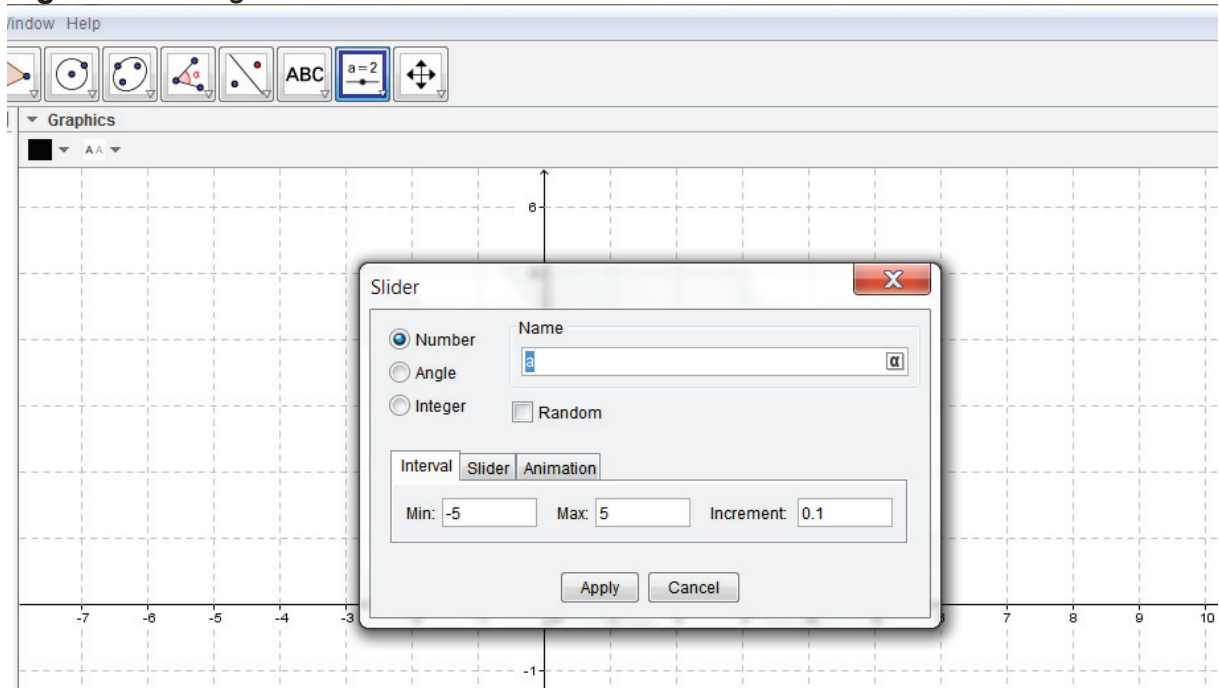 Window Help
α ABC a=2
Graphics
A A
6
Slider X
Number Name
a α
Angle
Integer Random
Interval Slider Animation
Min: -5 Max: 5 Increment: 0.1
Apply Cancel
-7 -6 -5 -4 -3 7 8 9 10
-1